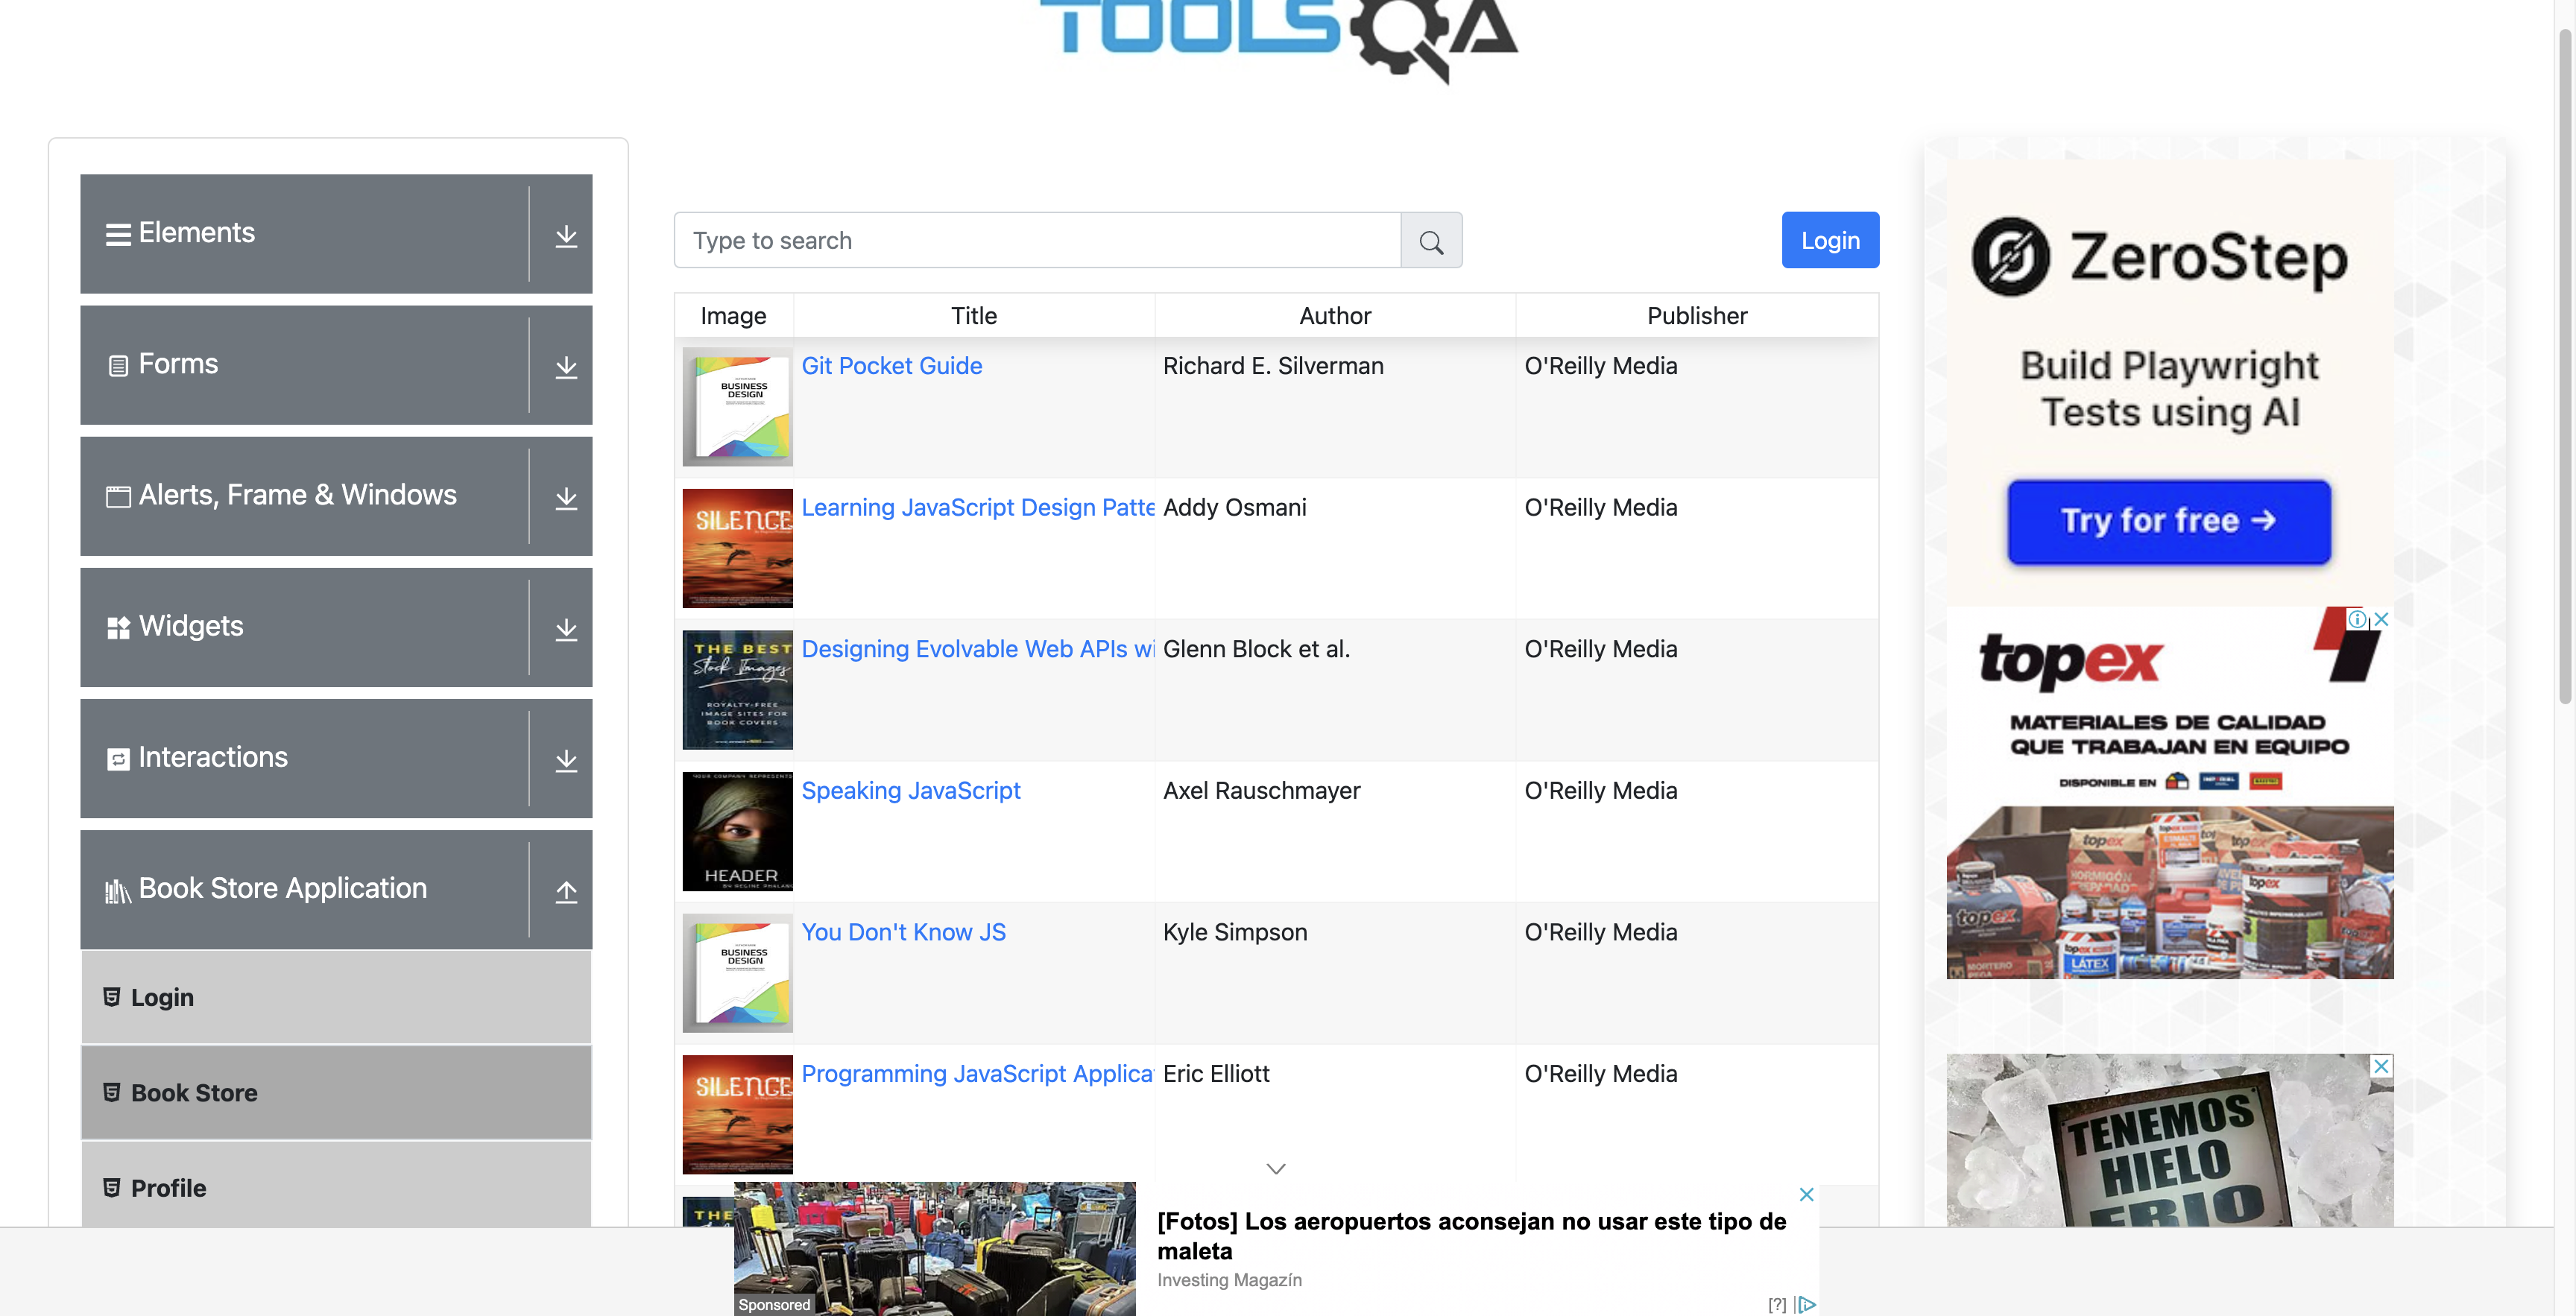 TOOLSQA
Elements
Forms
Alerts, Frame & Windows
Widgets
Interactions
Book Store Application
Login
Book Store
Profile
Type to search
Login
Image Title Author Publisher
BUSINESS
DESIGN
Git Pocket Guide Richard E. Silverman O'Reilly Media
SILENCE
Learning JavaScript Design Patte Addy Osmani O'Reilly Media
THE BEST
Stock Images
ROYALTY-FREE
IMAGE SITES FOR
BOOK COVERS
Designing Evolvable Web APIs wi Glenn Block et al. O'Reilly Media
YOUR COMPANY REPRESENTS
HEADER
Speaking JavaScript Axel Rauschmayer O'Reilly Media
BUSINESS
DESIGN
You Don't Know JS Kyle Simpson O'Reilly Media
SILENCE
Programming JavaScript Applica Eric Elliott O'Reilly Media
THE
ZeroStep
Build Playwright
Tests using AI
Try for free →
topex
MATERIALES DE CALIDAD
QUE TRABAJAN EN EQUIPO
DISPONIBLE EN
topex
topex
LÁTEX
TENEMOS
HIELO
FRIO
[Fotos] Los aeropuertos aconsejan no usar este tipo de
maleta
Investing Magazín
Sponsored
[?]